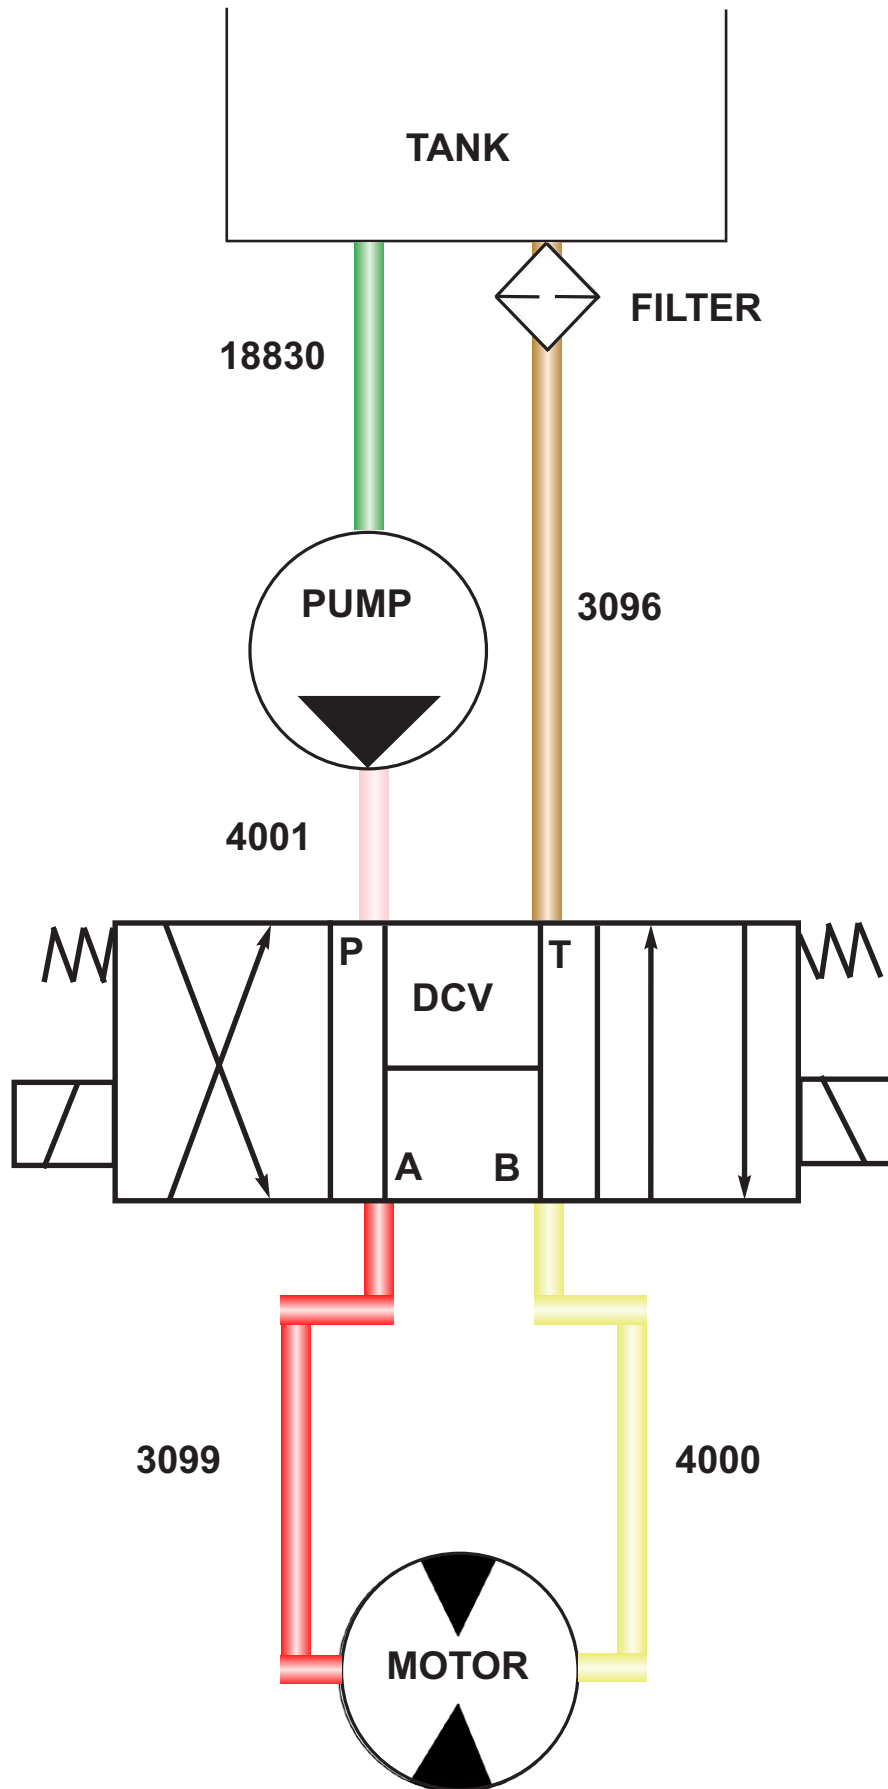 TANK
FILTER
18830
PUMP
3096
4001
P
T
DCV
A
B
3099
4000
MOTOR